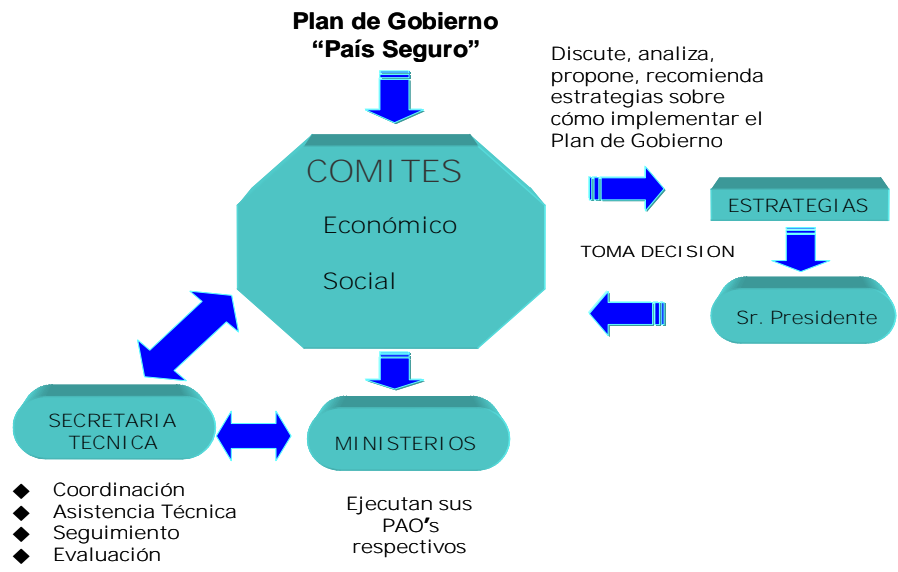 Plan de Gobierno
“País Seguro”
Discute, analiza,
propone, recomienda
estrategias sobre
cómo implementar el
Plan de Gobierno
COMITES
Económico
Social
ESTRATEGIAS
TOMA DECISION
Sr. Presidente
SECRETARIA
TECNICA
MINISTERIOS
Coordinación
Asistencia Técnica
Seguimiento
Evaluación
Ejecutan sus
PAO’s
respectivos